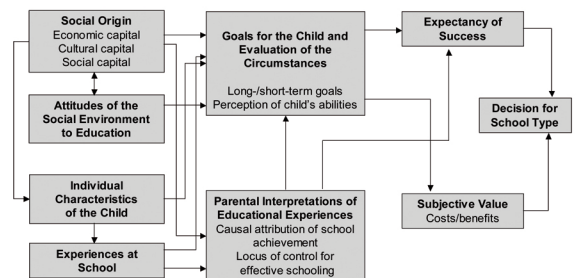 Social Origin
Economic capital
Cultural capital
Social capital
Attitudes of the
Social Environment
to Education
Individual
Characteristics
of the Child
Experiences at
School
Goals for the Child and
Evaluation of the
Circumstances
Long-/short-term goals
Perception of child's abilities
Parental Interpretations of
Educational Experiences
Causal attribution of school
achievement
Locus of control for
effective schooling
Expectancy of
Success
Subjective Value
Costs/benefits
Decision for
School Type